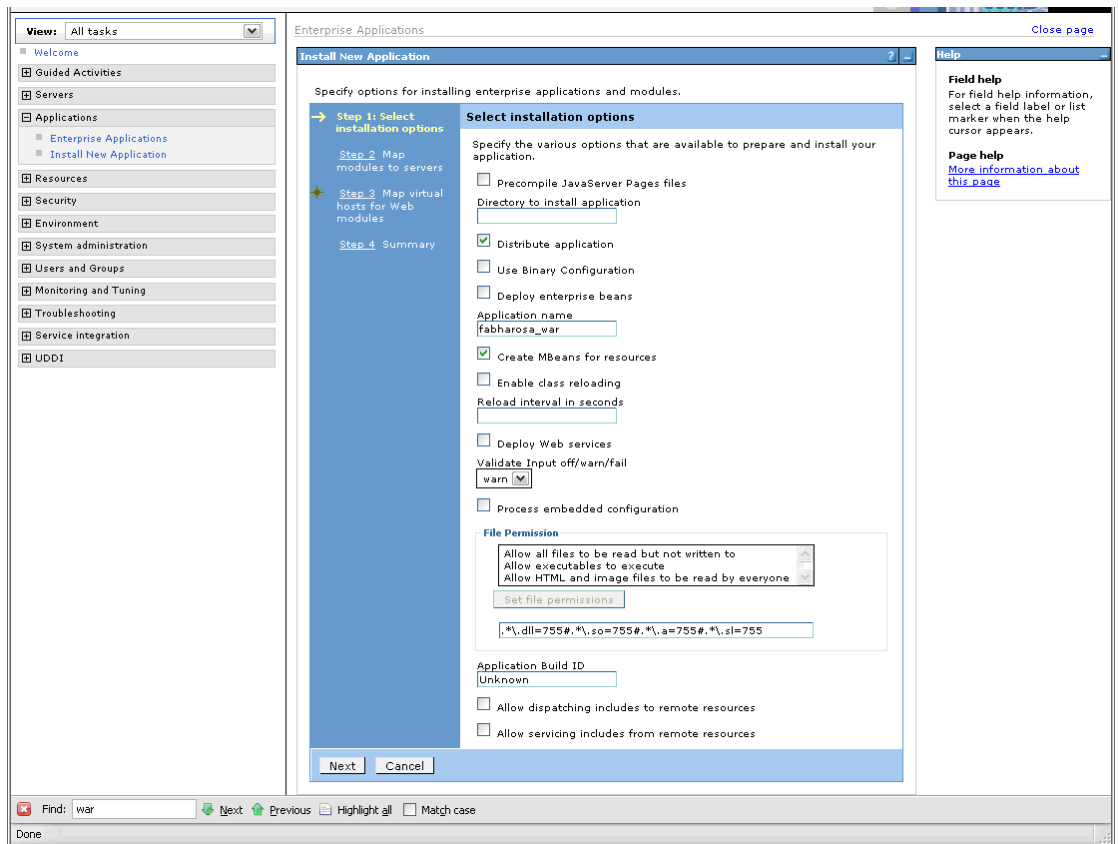 View: All tasks
Welcome
Guided Activities
Servers
Applications
Enterprise Applications
Install New Application
Resources
Security
Environment
System administration
Users and Groups
Monitoring and Tuning
Troubleshooting
Service integration
UDDI
Enterprise Applications
Close page
Install New Application
?
Specify options for installing enterprise applications and modules.
Step 1: Select
installation options
Step 2 Map
modules to servers
Step 3 Map virtual
hosts for Web
modules
Step 4 Summary
Select installation options
Specify the various options that are available to prepare and install your
application.
Precompile JavaServer Pages files
Directory to install application
Distribute application
Use Binary Configuration
Deploy enterprise beans
Application name
fabharosa_war
Create MBeans for resources
Enable class reloading
Reload interval in seconds
Deploy Web services
Validate Input off/warn/fail
warn
Process embedded configuration
File Permission
Allow all files to be read but not written to
Allow executables to execute
Allow HTML and image files to be read by everyone
Set file permissions
.*\.dll=755#.*\.so=755#.*\.a=755#.*\.sl=755
Application Build ID
Unknown
Allow dispatching includes to remote resources
Allow servicing includes from remote resources
Next Cancel
Help
Field help
For field help information,
select a field label or list
marker when the help
cursor appears.
Page help
More information about
this page
Find: war Next Previous Highlight all Match case
Done